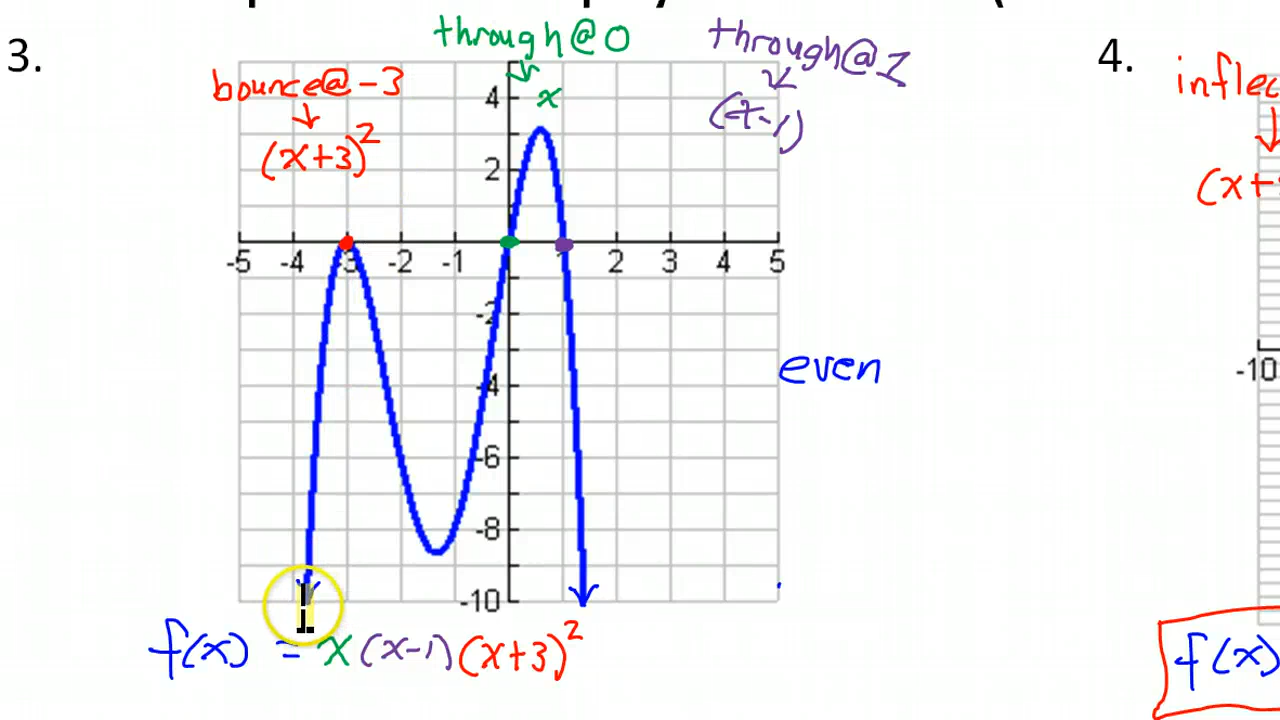 3.
through@0
x
through@1
(x-1)
bounce@-3
(x+3)²
4
2
-5 -4 -3 -2 -1 2 3 4 5
-2
-4
-6
-8
-10
even
f(x) = x(x-1)(x+3)²
4.
inflec
(x+
-10
f(x)